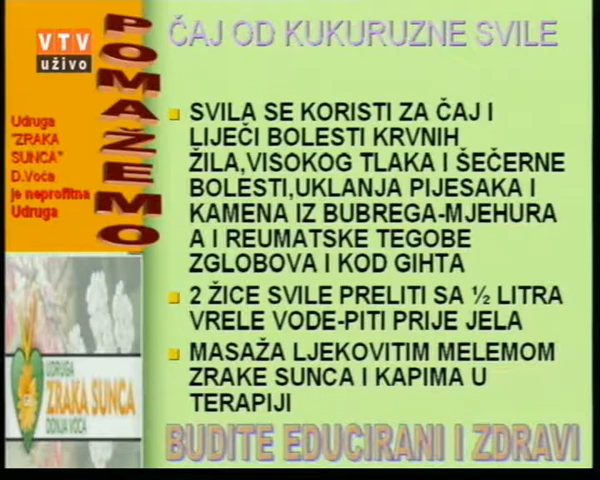 VTV
uživo
POMAŽEMO
Udruga
"ZRAKA
SUNCA"
D.Voća
je neprofitna
Udruga
ČAJ OD KUKURUZNE SVILE
SVILA SE KORISTI ZA ČAJ I
LIJEČI BOLESTI KRVNIH
ŽILA,VISOKOG TLAKA I ŠEČERNE
BOLESTI,UKLANJA PIJESAKA I
KAMENA IZ BUBREGA-MJEHURA
A I REUMATSKE TEGOBE
ZGLOBOVA I KOD GIHTA
2 ŽICE SVILE PRELITI SA ½ LITRA
VRELE VODE-PITI PRIJE JELA
MASAŽA LJEKOVITIM MELEMOM
ZRAKE SUNCA I KAPIMA U
TERAPIJI
UDRUGA
ZRAKA SUNCA
DONJA VOĆA
BUDITE EDUCIRANI I ZDRAVI